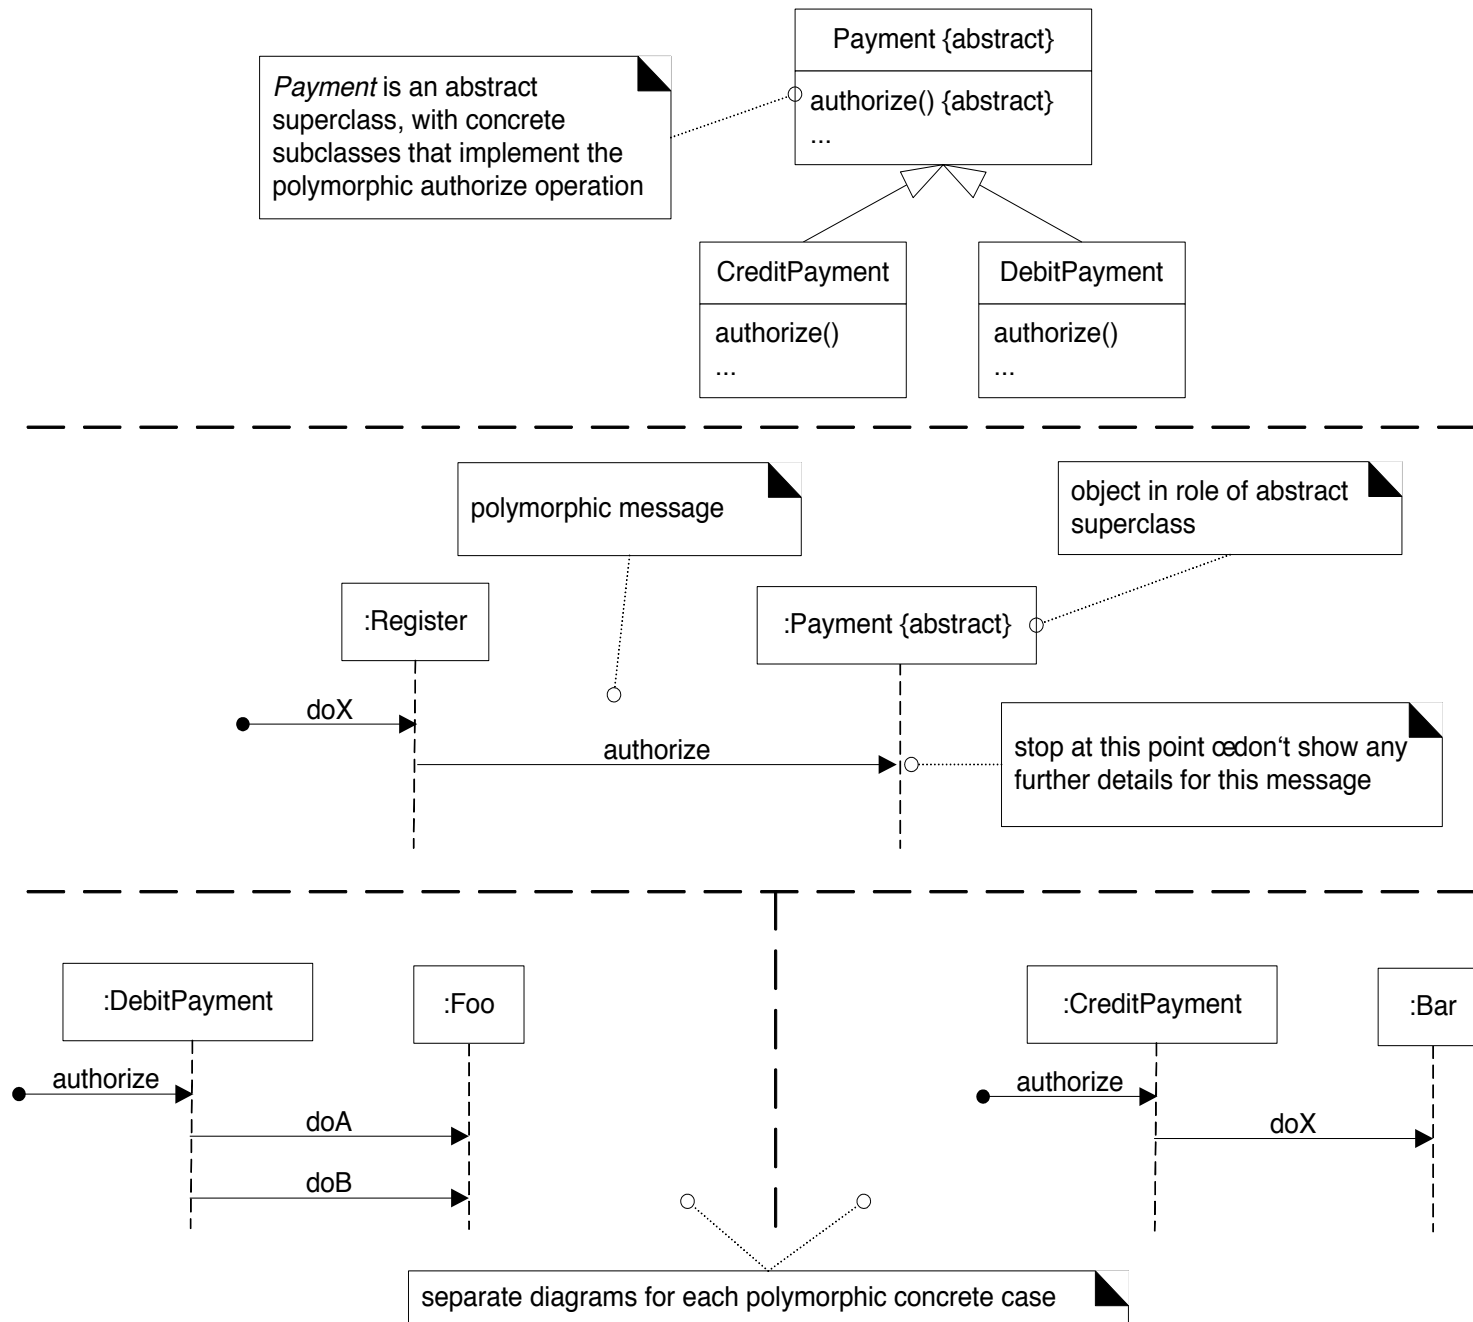 Payment {abstract}
Payment is an abstract
superclass, with concrete
subclasses that implement the
polymorphic authorize operation
authorize() {abstract}
...
CreditPayment
authorize()
...
DebitPayment
authorize()
...
polymorphic message
object in role of abstract
superclass
:Register
:Payment {abstract}
doX
authorize
stop at this point œdon‘t show any
further details for this message
:DebitPayment
:Foo
authorize
doA
doB
:CreditPayment
:Bar
authorize
doX
separate diagrams for each polymorphic concrete case